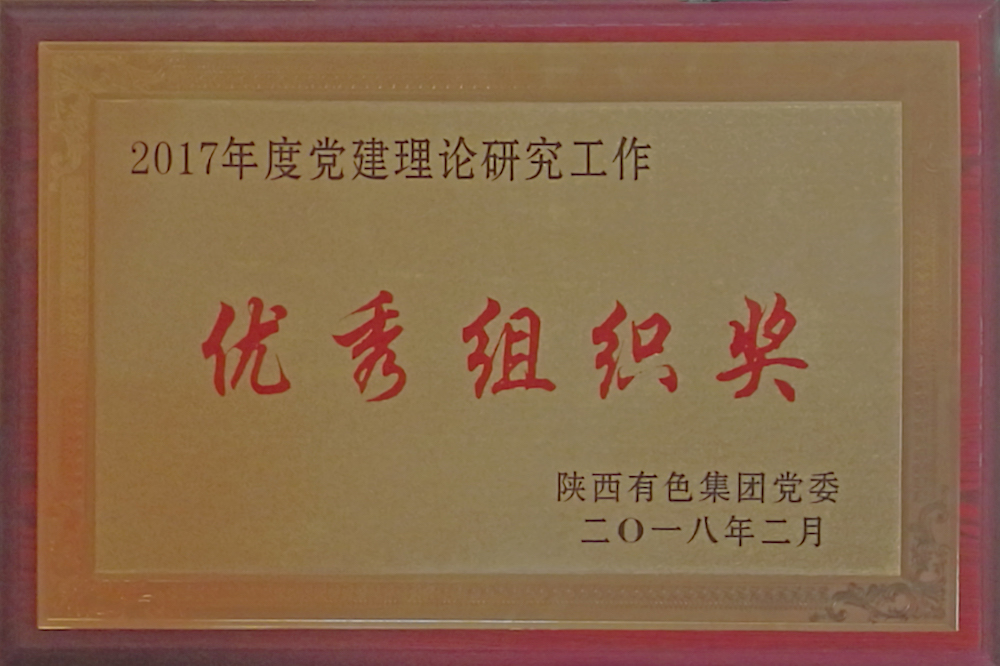 2017年度党建理论研究工作
优秀组织奖
陕西有色集团党委
二〇一八年二月